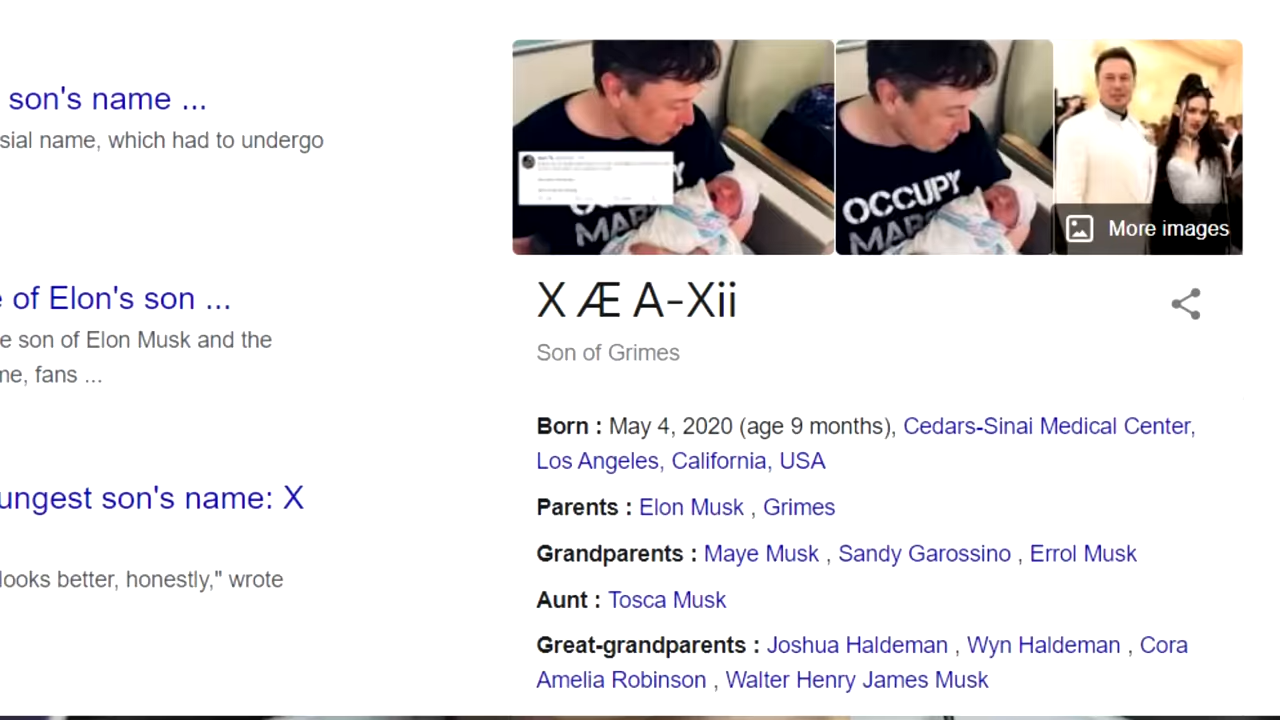 son's name ...
sial name, which had to undergo
e of Elon's son ...
e son of Elon Musk and the
ne, fans ...
ungest son's name: X
looks better, honestly," wrote
OCCUPY
MARS
OCCUPY
MARS
More images
X Æ A-Xii
Son of Grimes
Born : May 4, 2020 (age 9 months), Cedars-Sinai Medical Center,
Los Angeles, California, USA
Parents : Elon Musk , Grimes
Grandparents : Maye Musk , Sandy Garossino , Errol Musk
Aunt : Tosca Musk
Great-grandparents : Joshua Haldeman , Wyn Haldeman , Cora
Amelia Robinson , Walter Henry James Musk